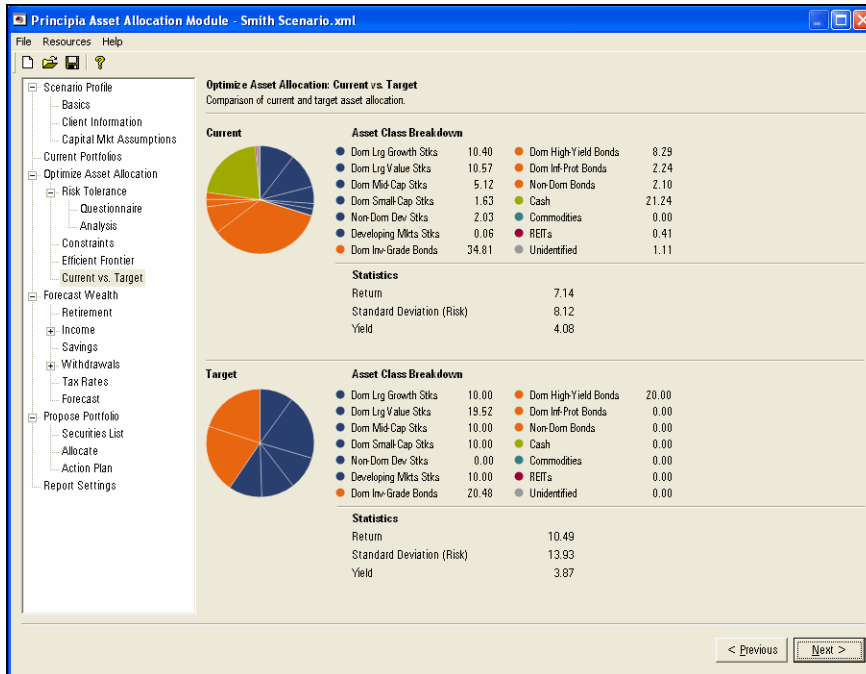 Principia Asset Allocation Module - Smith Scenario.xml
File Resources Help
Scenario Profile
Basics
Client Information
Capital Mkt Assumptions
Current Portfolios
Optimize Asset Allocation
Risk Tolerance
Questionnaire
Analysis
Constraints
Efficient Frontier
Current vs. Target
Forecast Wealth
Retirement
Income
Savings
Withdrawals
Tax Rates
Forecast
Propose Portfolio
Securities List
Allocate
Action Plan
Report Settings
Optimize Asset Allocation: Current vs. Target
Comparison of current and target asset allocation.
Current Asset Class Breakdown
Dom Lrg Growth Stks 10.40 Dom High-Yield Bonds 8.29
Dom Lrg Value Stks 10.57 Dom Inf-Prot Bonds 2.24
Dom Mid-Cap Stks 5.12 Non-Dom Bonds 2.10
Dom Small-Cap Stks 1.63 Cash 21.24
Non-Dom Dev Stks 2.03 Commodities 0.00
Developing Mkts Stks 0.06 REITs 0.41
Dom Inv-Grade Bonds 34.81 Unidentified 1.11
Statistics
Return 7.14
Standard Deviation (Risk) 8.12
Yield 4.08
Target Asset Class Breakdown
Dom Lrg Growth Stks 10.00 Dom High-Yield Bonds 20.00
Dom Lrg Value Stks 19.52 Dom Inf-Prot Bonds 0.00
Dom Mid-Cap Stks 10.00 Non-Dom Bonds 0.00
Dom Small-Cap Stks 10.00 Cash 0.00
Non-Dom Dev Stks 0.00 Commodities 0.00
Developing Mkts Stks 10.00 REITs 0.00
Dom Inv-Grade Bonds 20.48 Unidentified 0.00
Statistics
Return 10.49
Standard Deviation (Risk) 13.93
Yield 3.87
< Previous Next >